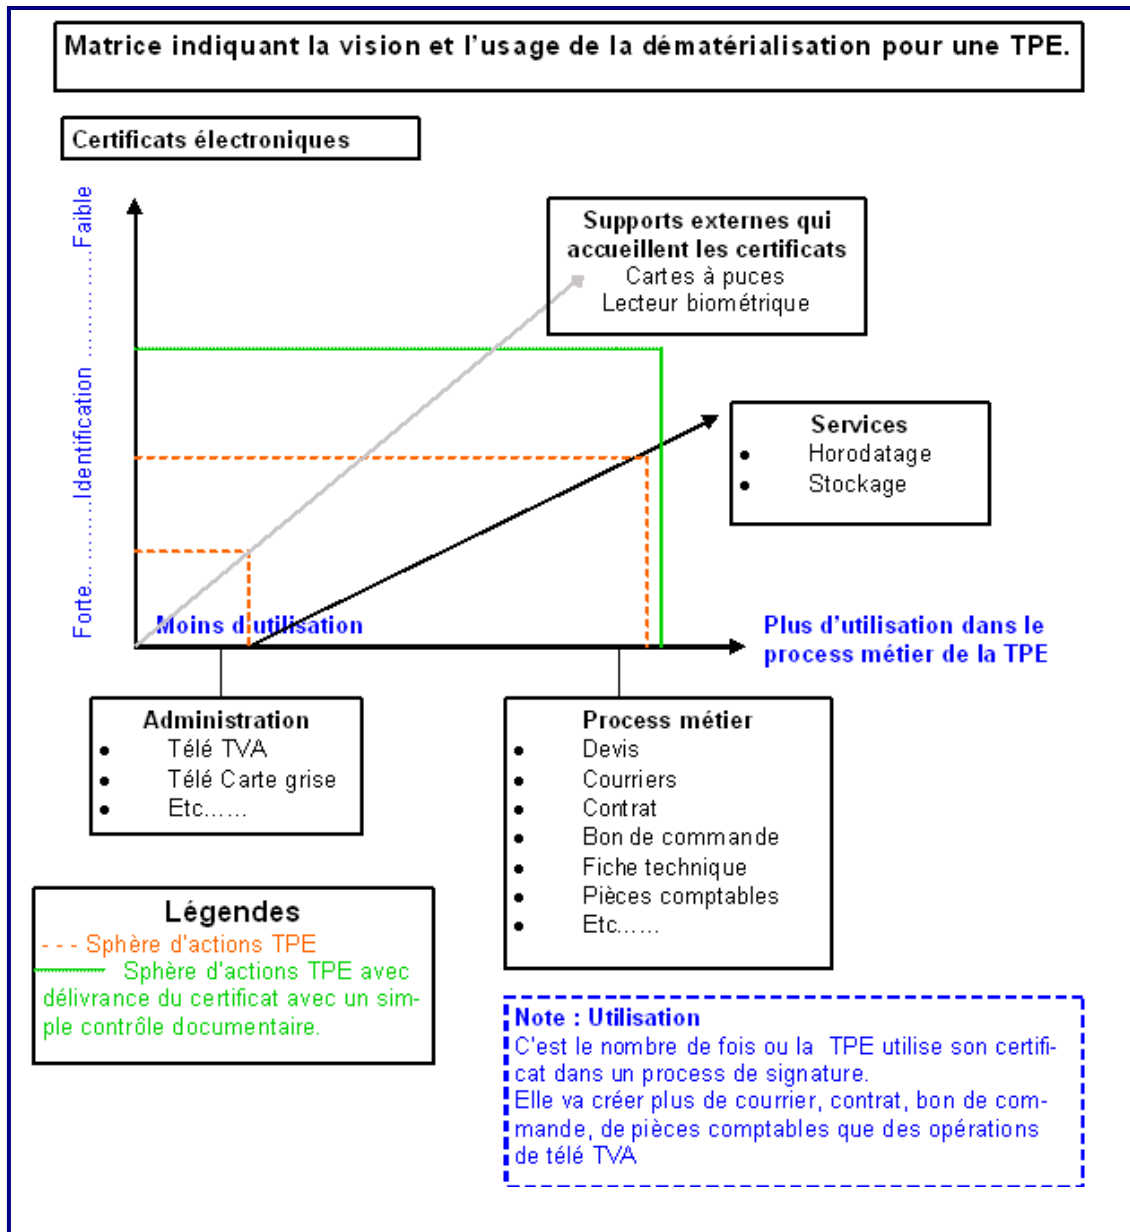 Matrice indiquant la vision et l'usage de la dématérialisation pour une TPE.
Certificats électroniques
Forte.........Identification ............Faible
Supports externes qui
accueillent les certificats
Cartes à puces
Lecteur biométrique
Services
● Horodatage
● Stockage
Moins d'utilisation
Plus d'utilisation dans le
process métier de la TPE
Administration
● Télé TVA
● Télé Carte grise
● Etc......
Process métier
● Devis
● Courriers
● Contrat
● Bon de commande
● Fiche technique
● Pièces comptables
● Etc......
Légendes
- - - Sphère d'actions TPE
Sphère d'actions TPE avec
délivrance du certificat avec un sim-
ple contrôle documentaire.
Note : Utilisation
C'est le nombre de fois ou la TPE utilise son certifi-
cat dans un process de signature.
Elle va créer plus de courrier, contrat, bon de com-
mande, de pièces comptables que des opérations
de télé TVA